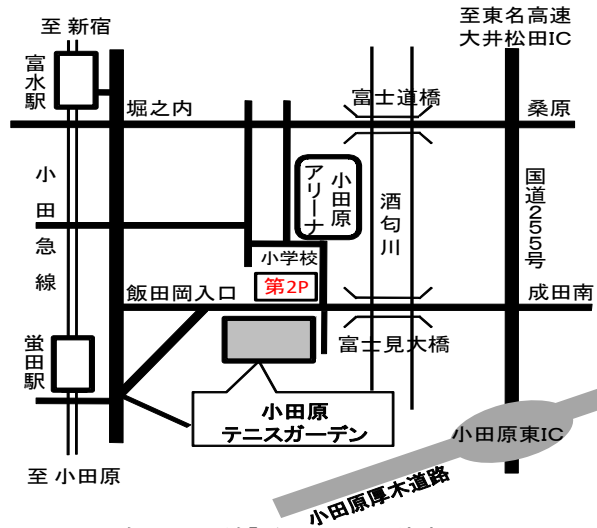 至 新宿
至東名高速
大井松田IC
富水駅
堀之内
富士道橋
桑原
小田急線
小田原
アリーナ
酒匂川
国道255号
小学校
第2P
飯田岡入口
成田南
蛍田駅
富士見大橋
小田原
テニスガーデン
小田原東IC
至 小田原
小田原厚木道路